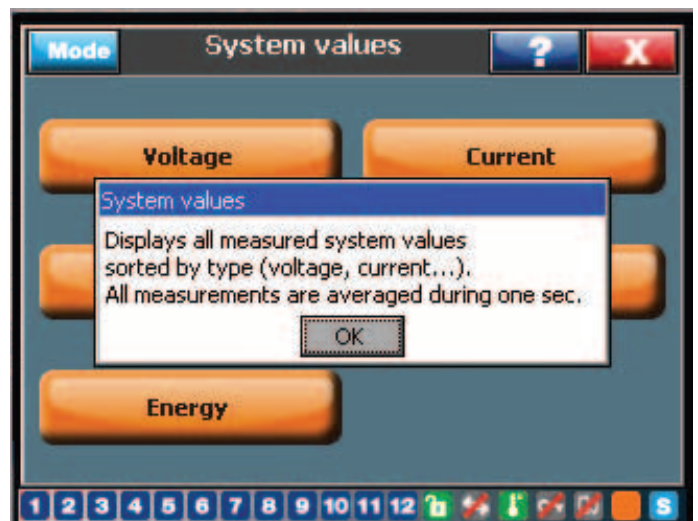 Mode
System values
?
X
Voltage
Current
System values
Displays all measured system values
sorted by type (voltage, current...).
All measurements are averaged during one sec.
OK
Energy
1 2 3 4 5 6 7 8 9 10 11 12 S